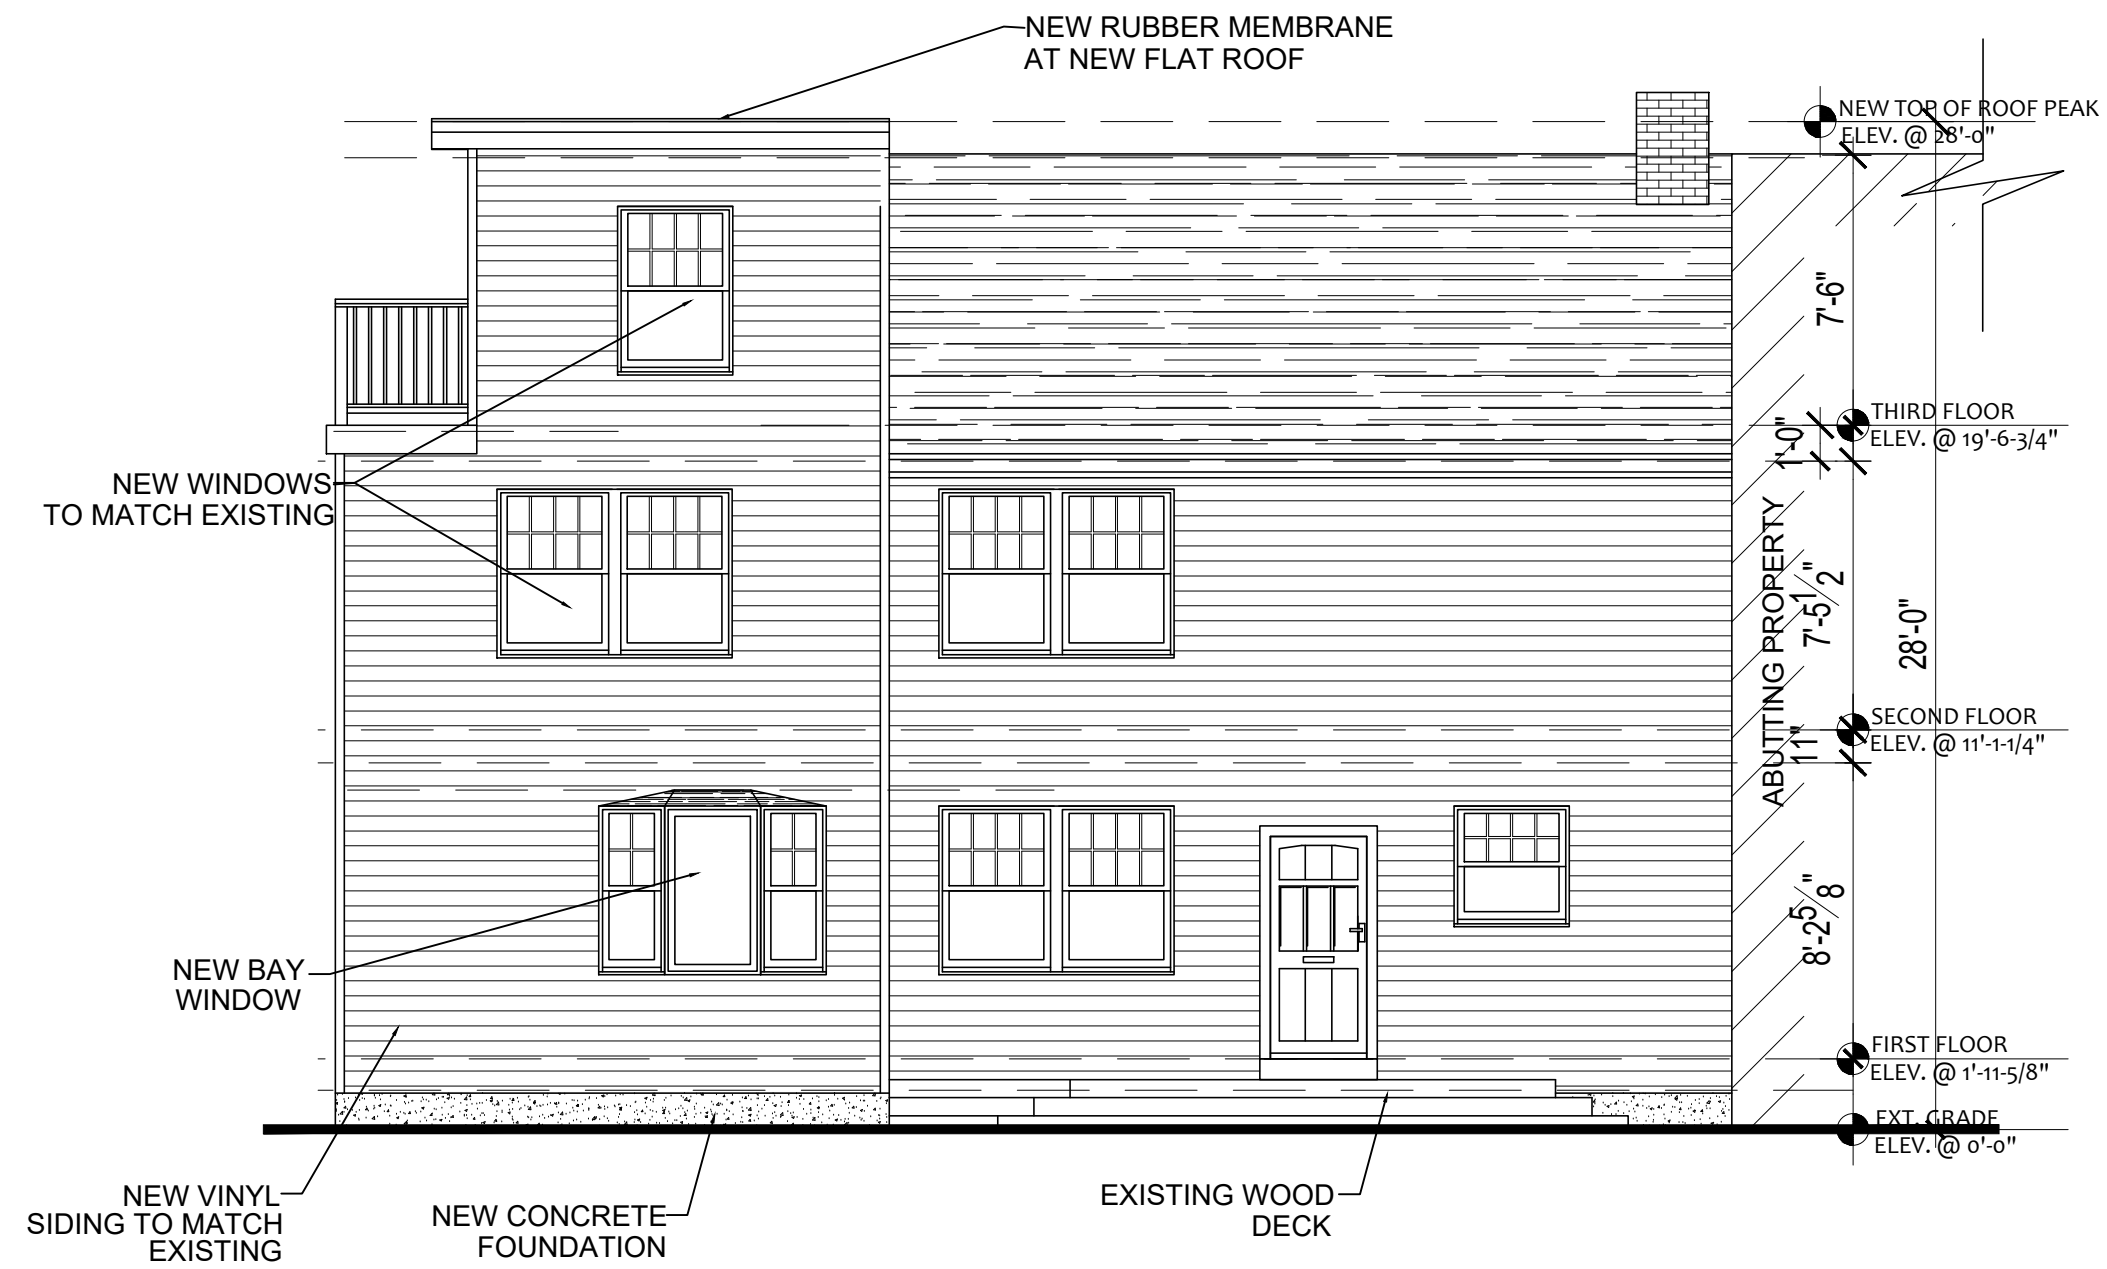 NEW RUBBER MEMBRANE
AT NEW FLAT ROOF
NEW TOP OF ROOF PEAK
ELEV. @ 28'-0"
7'-6"
THIRD FLOOR
ELEV. @ 19'-6-3/4"
1'-0"
NEW WINDOWS
TO MATCH EXISTING
ABUTTING PROPERTY
7'-5 1/2"
28'-0"
SECOND FLOOR
ELEV. @ 11'-1-1/4"
11"
8'-2 5/8"
NEW BAY
WINDOW
FIRST FLOOR
ELEV. @ 1'-11-5/8"
EXT. GRADE
ELEV. @ 0'-0"
NEW VINYL
SIDING TO MATCH
EXISTING
NEW CONCRETE
FOUNDATION
EXISTING WOOD
DECK